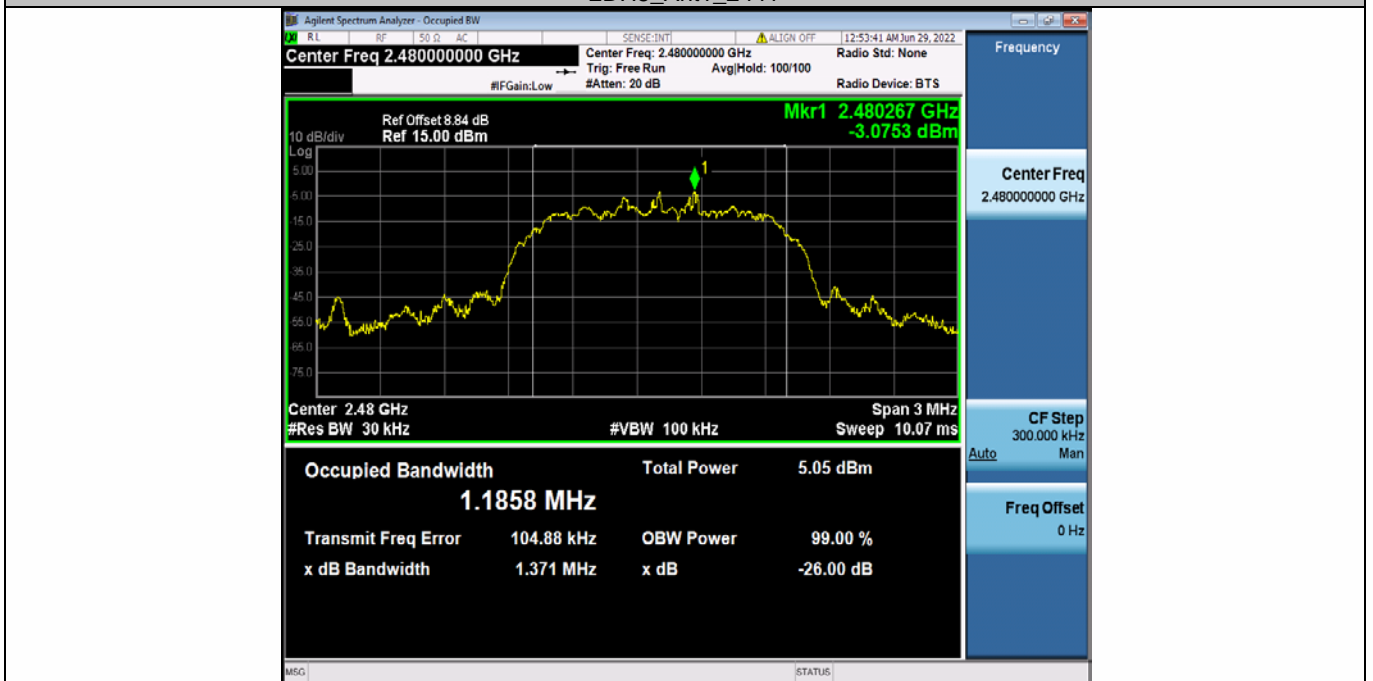 Agilent Spectrum Analyzer - Occupied BW
RL RF 50 Ω AC SENSE:INT ALIGN OFF 12:53:41 AM Jun 29, 2022
Center Freq 2.480000000 GHz
Center Freq: 2.480000000 GHz Radio Std: None
Trig: Free Run Avg|Hold: 100/100
#IFGain:Low #Atten: 20 dB Radio Device: BTS
Frequency
Mkr1 2.480267 GHz
-3.0753 dBm
Ref Offset 8.84 dB
10 dB/div Ref 15.00 dBm
Log
5.00
-5.00
-15.0
-25.0
-35.0
-45.0
-55.0
-65.0
-75.0
1
Center 2.48 GHz Span 3 MHz
#Res BW 30 kHz #VBW 100 kHz Sweep 10.07 ms
Center Freq
2.480000000 GHz
CF Step
300.000 kHz
Auto Man
Freq Offset
0 Hz
Occupied Bandwidth Total Power 5.05 dBm
1.1858 MHz
Transmit Freq Error 104.88 kHz OBW Power 99.00 %
x dB Bandwidth 1.371 MHz x dB -26.00 dB
MSG STATUS